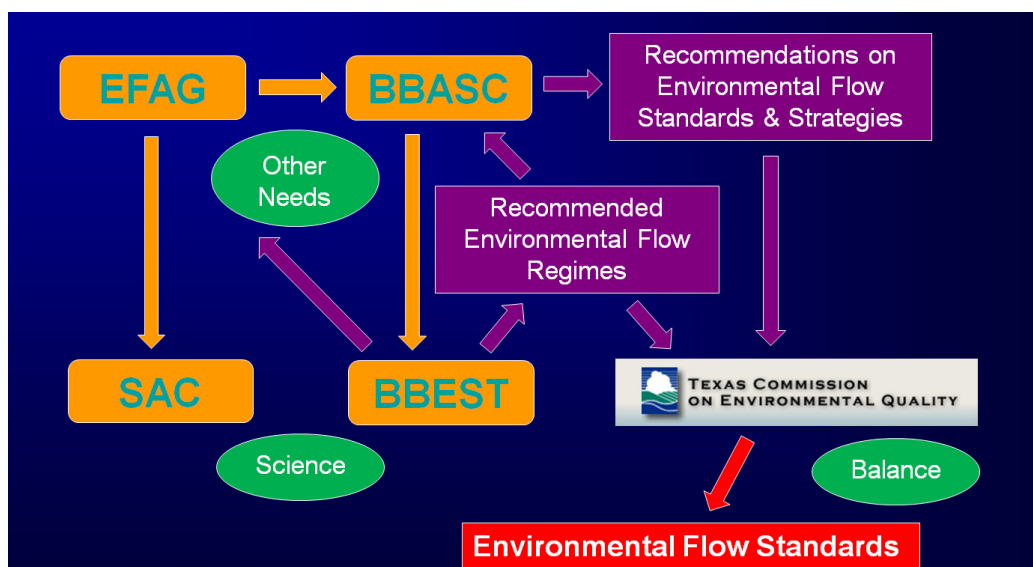 EFAG
BBASC
Recommendations on
Environmental Flow
Standards & Strategies
Other
Needs
Recommended
Environmental Flow
Regimes
SAC
BBEST
TEXAS COMMISSION
ON ENVIRONMENTAL QUALITY
Science
Balance
Environmental Flow Standards